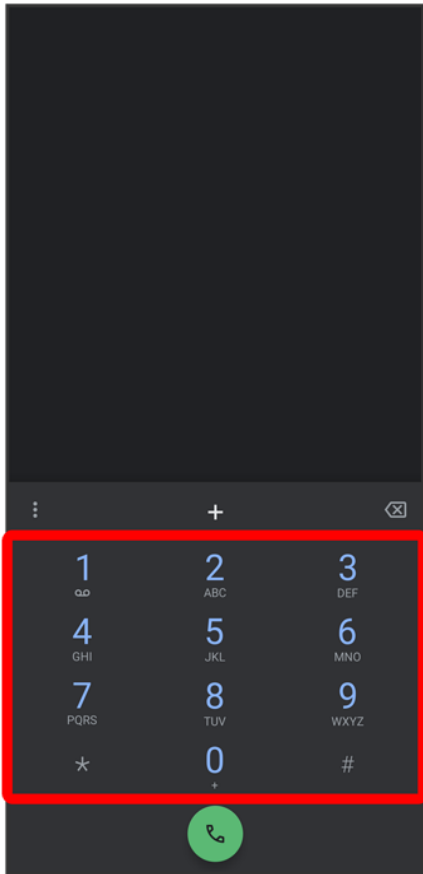 +
1 2 3
ABC DEF
4 5 6
GHI JKL MNO
7 8 9
PQRS TUV WXYZ
* 0 #
+